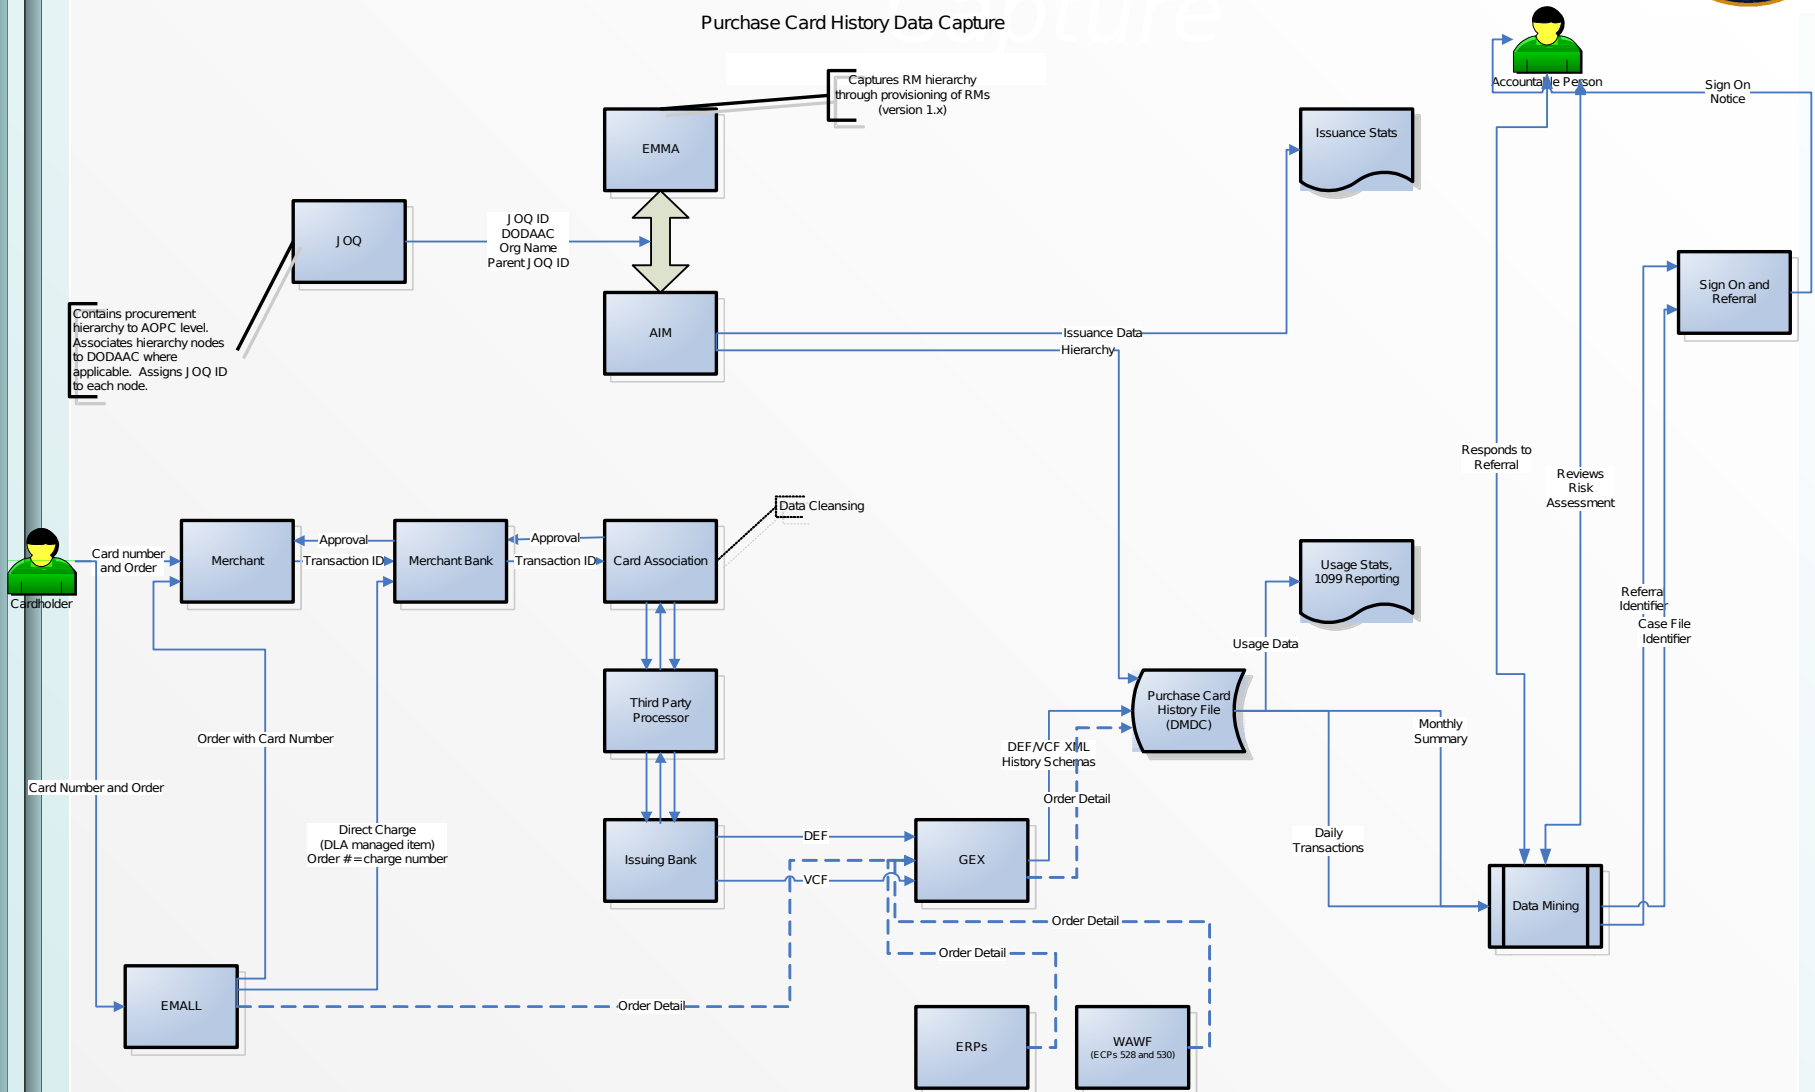 Capture
Purchase Card History Data Capture
Captures RM hierarchy
through provisioning of RMs
(version 1.x)
Accountable Person
Sign On
Notice
EMMA
Issuance Stats
JOQ
JOQ ID
DODAAC
Org Name
Parent JOQ ID
Sign On and
Referral
Contains procurement
hierarchy to AOPC level.
Associates hierarchy nodes
to DODAAC where
applicable. Assigns JOQ ID
to each node.
AIM
Issuance Data
Hierarchy
Responds to
Referral
Reviews
Risk
Assessment
Data Cleansing
Cardholder
Card number
and Order
Merchant
Approval
Transaction ID
Merchant Bank
Approval
Transaction ID
Card Association
Usage Stats,
1099 Reporting
Referral
Identifier
Case File
Identifier
Usage Data
Third Party
Processor
Purchase Card
History File
(DMDC)
Order with Card Number
DEF/VCF XML
History Schemas
Monthly
Summary
Card Number and Order
Order Detail
Direct Charge
(DLA managed item)
Order #=charge number
Issuing Bank
DEF
VCF
GEX
Daily
Transactions
Data Mining
Order Detail
Order Detail
EMALL
Order Detail
ERPs
WAWF
(ECPs 528 and 530)